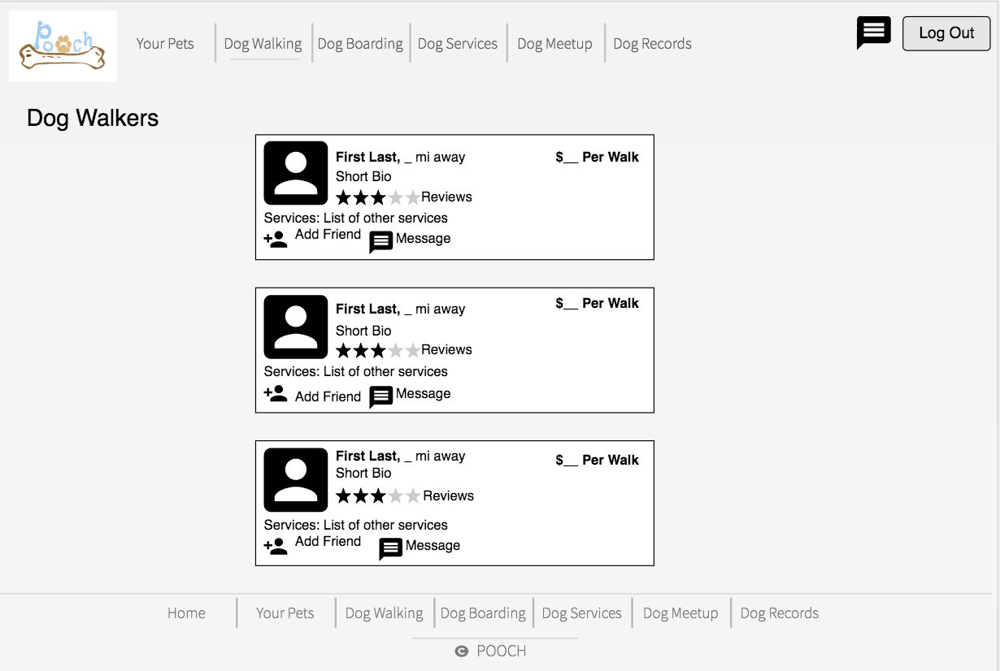 Pooch
Your Pets Dog Walking Dog Boarding Dog Services Dog Meetup Dog Records
Log Out
Dog Walkers
First Last, _ mi away $__ Per Walk
Short Bio
Reviews
Services: List of other services
Add Friend Message
First Last, _ mi away $__ Per Walk
Short Bio
Reviews
Services: List of other services
Add Friend Message
First Last, _ mi away $__ Per Walk
Short Bio
Reviews
Services: List of other services
Add Friend Message
Home Your Pets Dog Walking Dog Boarding Dog Services Dog Meetup Dog Records
© POOCH